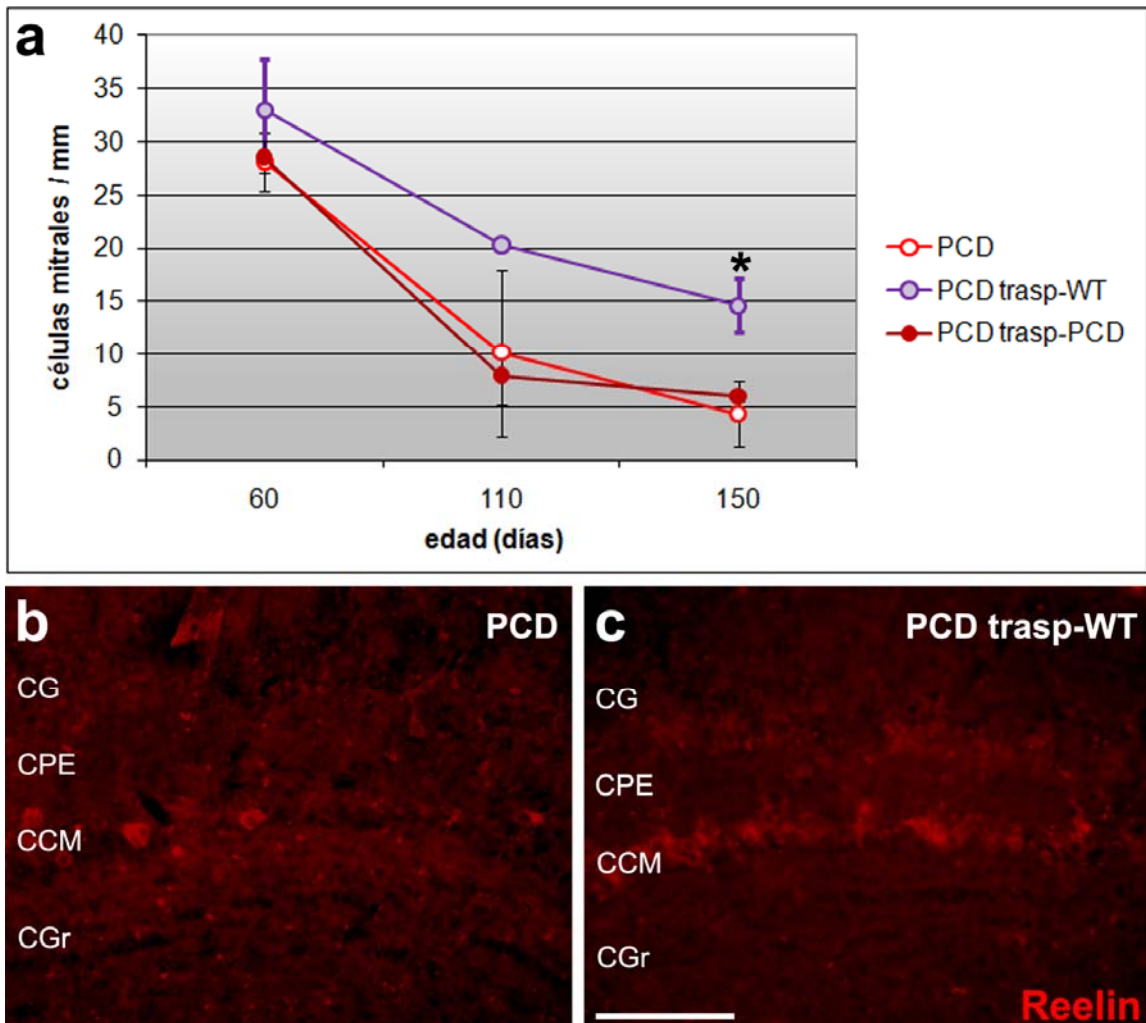 a
40
35
30
25
20
15
10
5
0
células mitrales / mm
*
60 110 150
edad (días)
PCD
PCD trasp-WT
PCD trasp-PCD
b
PCD
CG
CPE
CCM
CGr
c
PCD trasp-WT
CG
CPE
CCM
CGr
Reelin